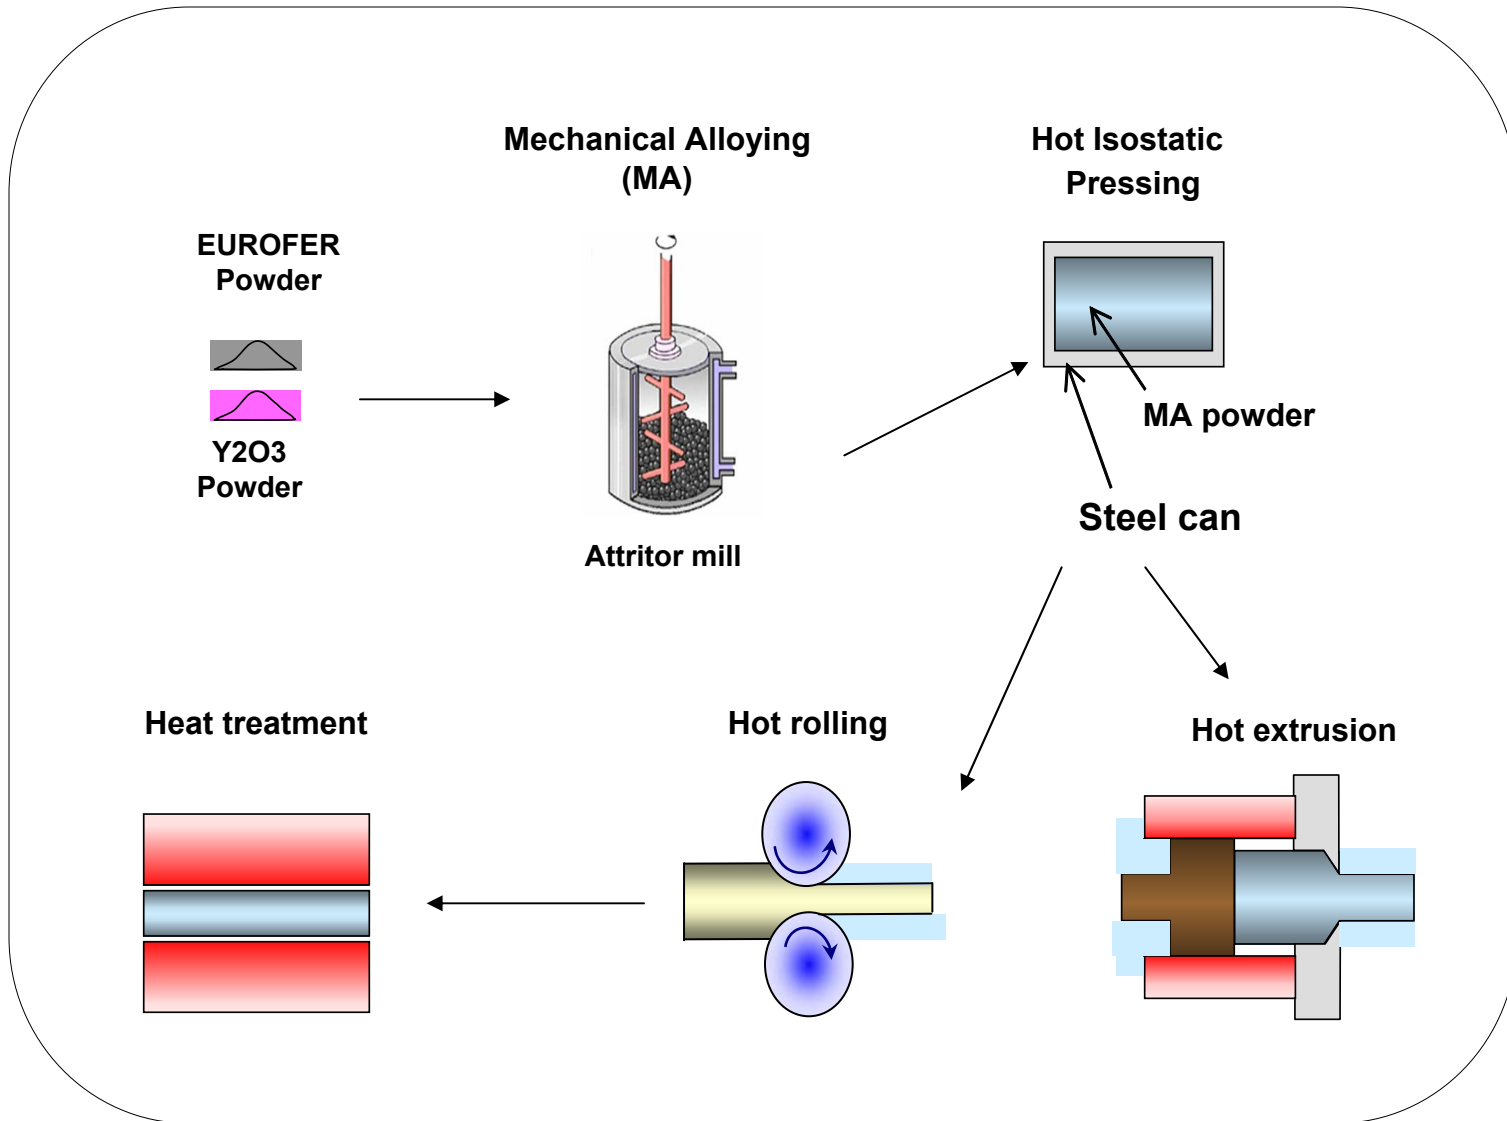 Mechanical Alloying
(MA)
Hot Isostatic
Pressing
EUROFER
Powder
Y2O3
Powder
Attritor mill
MA powder
Steel can
Heat treatment
Hot rolling
Hot extrusion